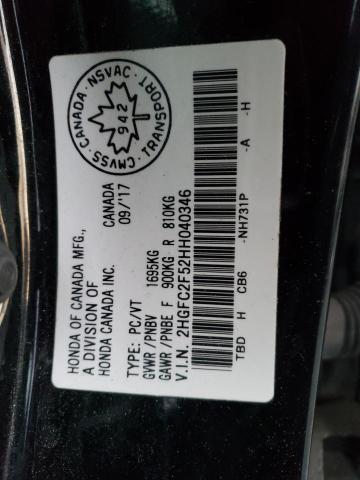 HONDA OF CANADA MFG.,
A DIVISION OF
HONDA CANADA INC.
CANADA
09/'17
CANADA · NSVAC · TRANSPORT · CMVSS
942
TYPE: PC/VT
GVWR/PNBV 1695KG
GAWR/PNBE F 900KG R 810KG
V.I.N. 2HGFC2F52HH040346
TBD H CB6 -NH731P -A -H